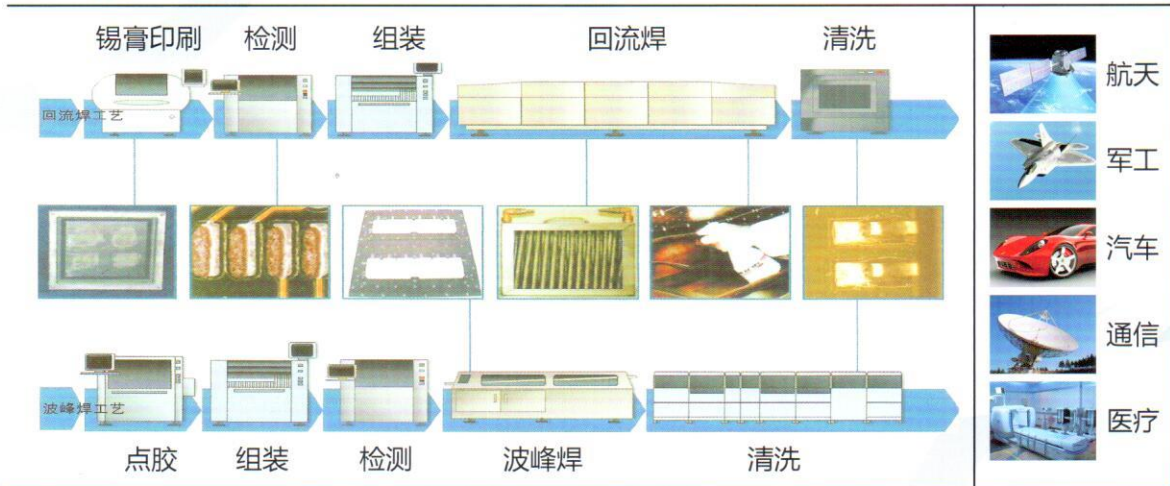 锡膏印刷 检测 组装 回流焊 清洗
回流焊工艺
波峰焊工艺
点胶 组装 检测 波峰焊 清洗
航天
军工
汽车
通信
医疗